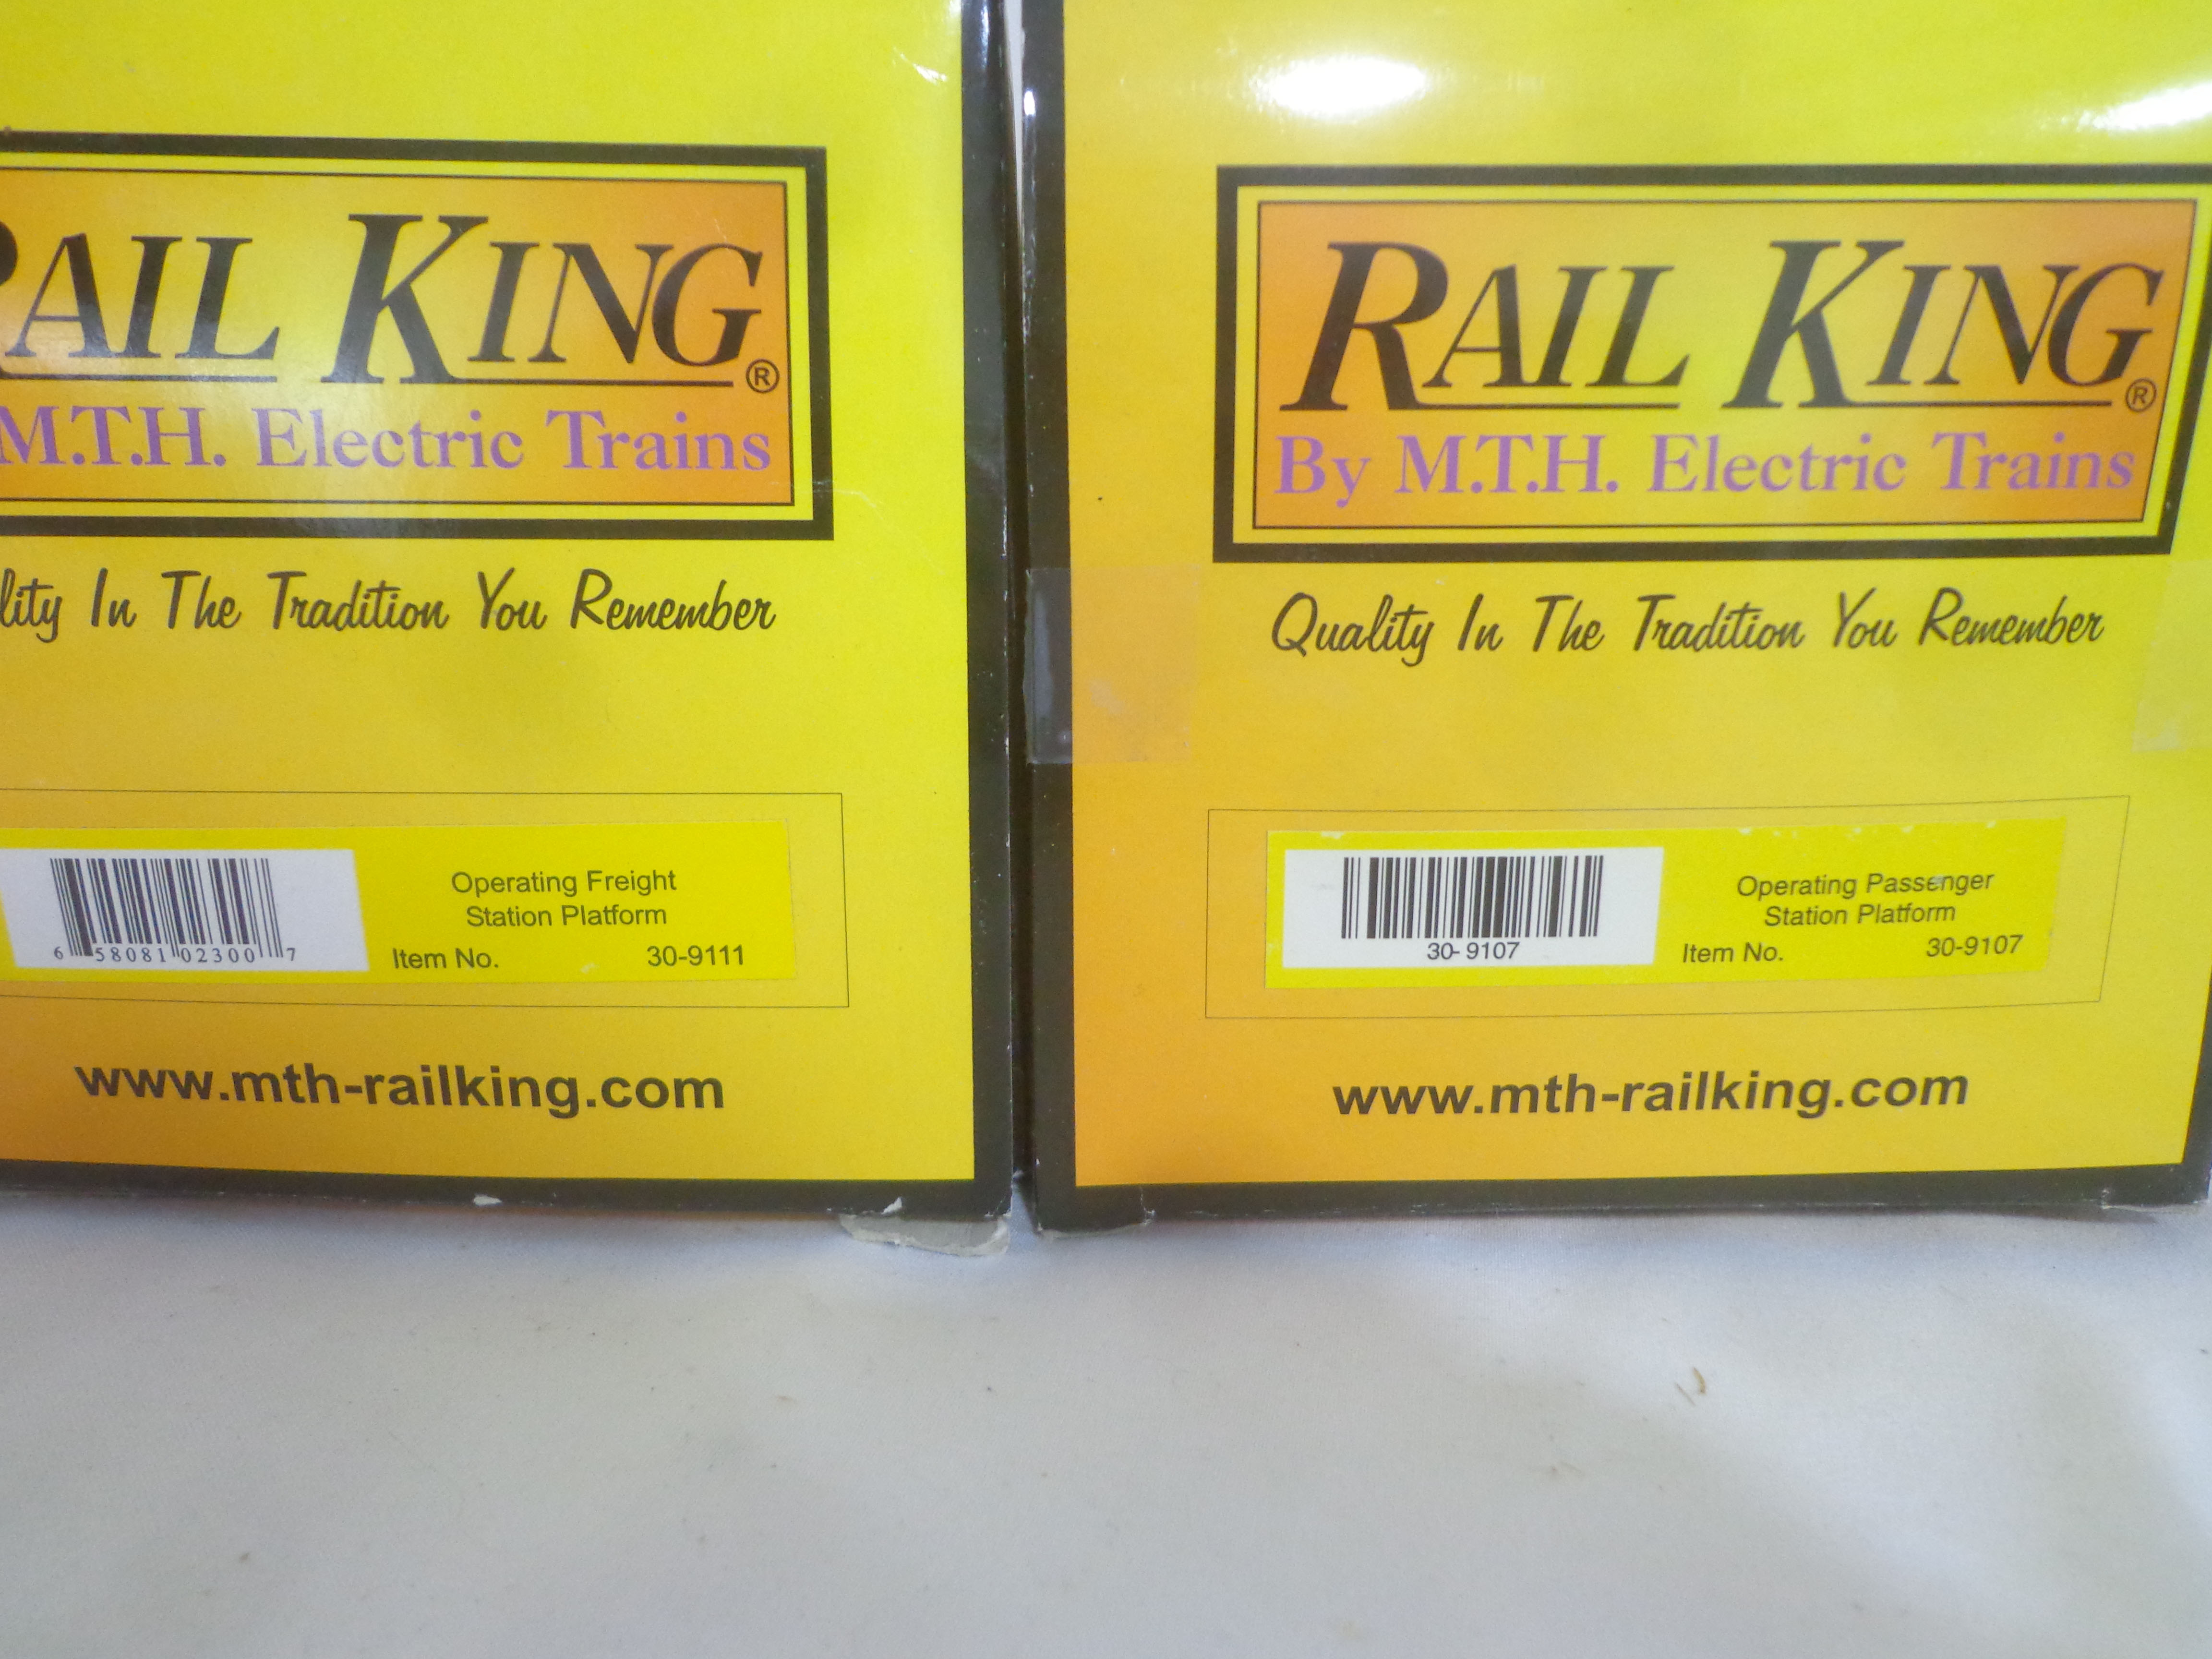 RAIL KING®
M.T.H. Electric Trains
In The Tradition You Remember
6 58081 02300 7
Operating Freight
Station Platform
Item No. 30-9111
www.mth-railking.com
RAIL KING®
By M.T.H. Electric Trains
Quality In The Tradition You Remember
30-9107
Operating Passenger
Station Platform
Item No. 30-9107
www.mth-railking.com